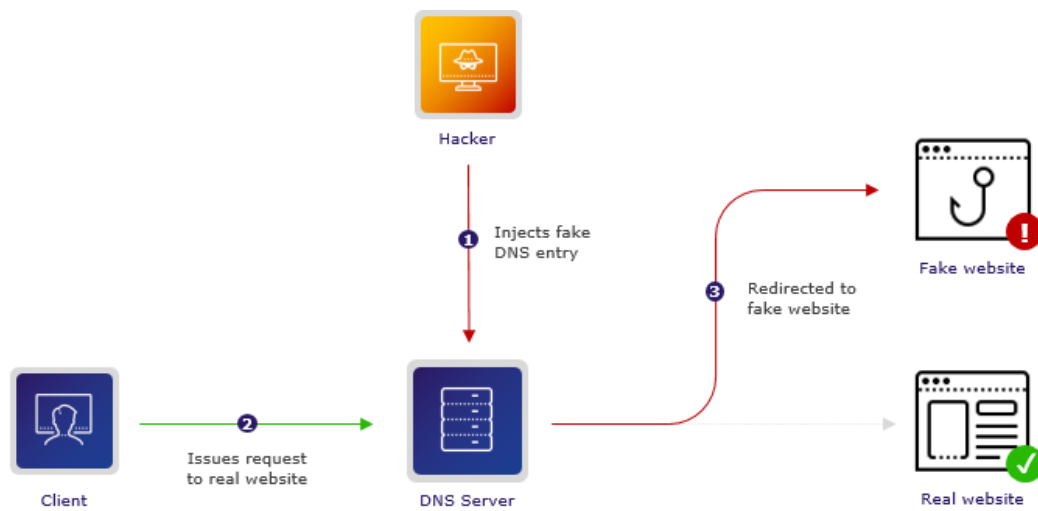 Hacker
1
Injects fake
DNS entry
3
Redirected to
fake website
!
Fake website
2
Issues request
to real website
Client
DNS Server
Real website